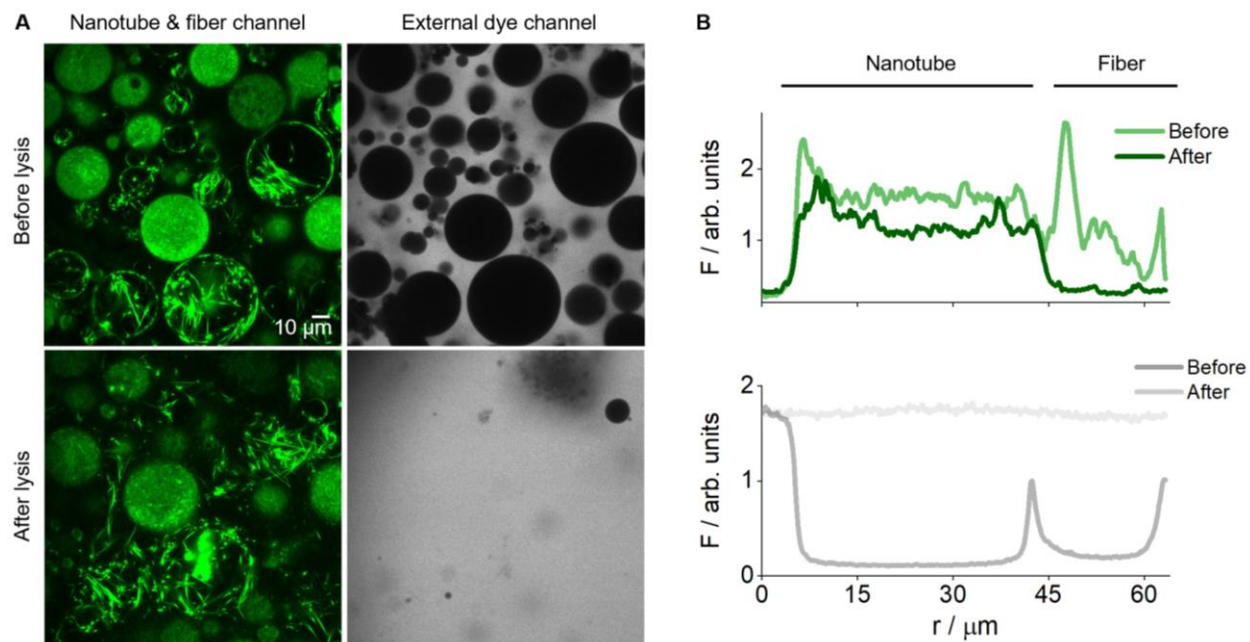 A
Nanotube & fiber channel
External dye channel
Before lysis
10 μm
After lysis
B
Nanotube
Fiber
Before
After
F / arb. units
2
1
Before
After
F / arb. units
2
1
0
0
15
30
45
60
r / μm